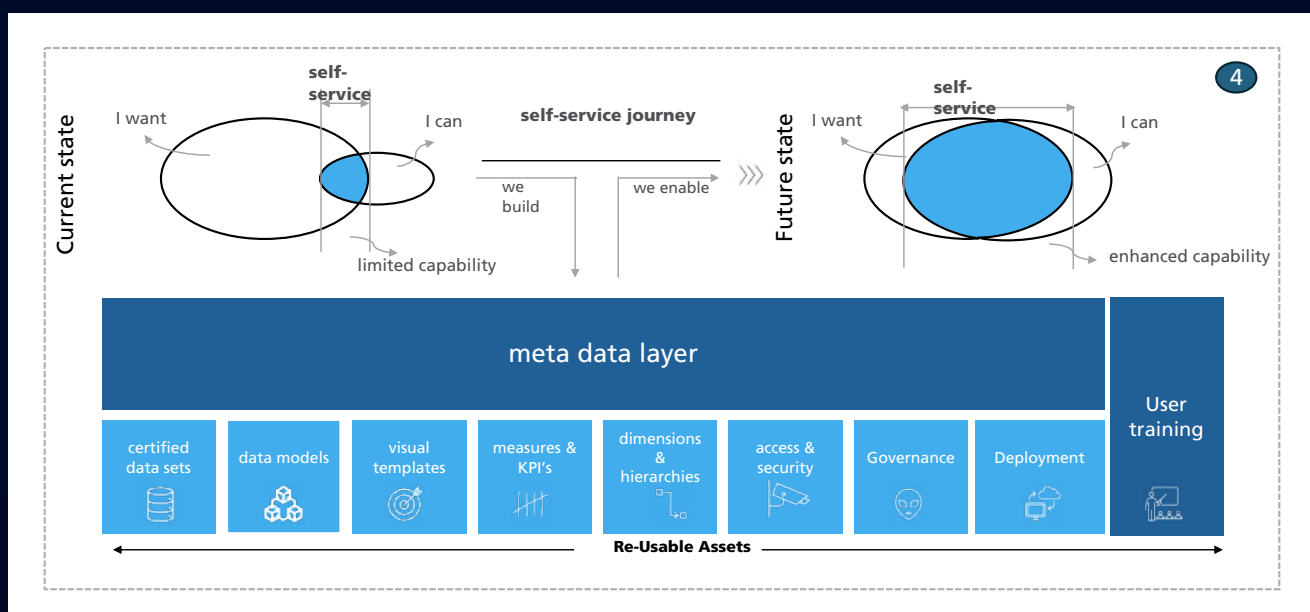 4
Current state
self-
service
I want
I can
limited capability
self-service journey
we
build
we enable
Future state
self-
service
I want
I can
enhanced capability
meta data layer
User
training
certified
data sets
data models
visual
templates
measures &
KPI's
dimensions
&
hierarchies
access &
security
Governance
Deployment
Re-Usable Assets